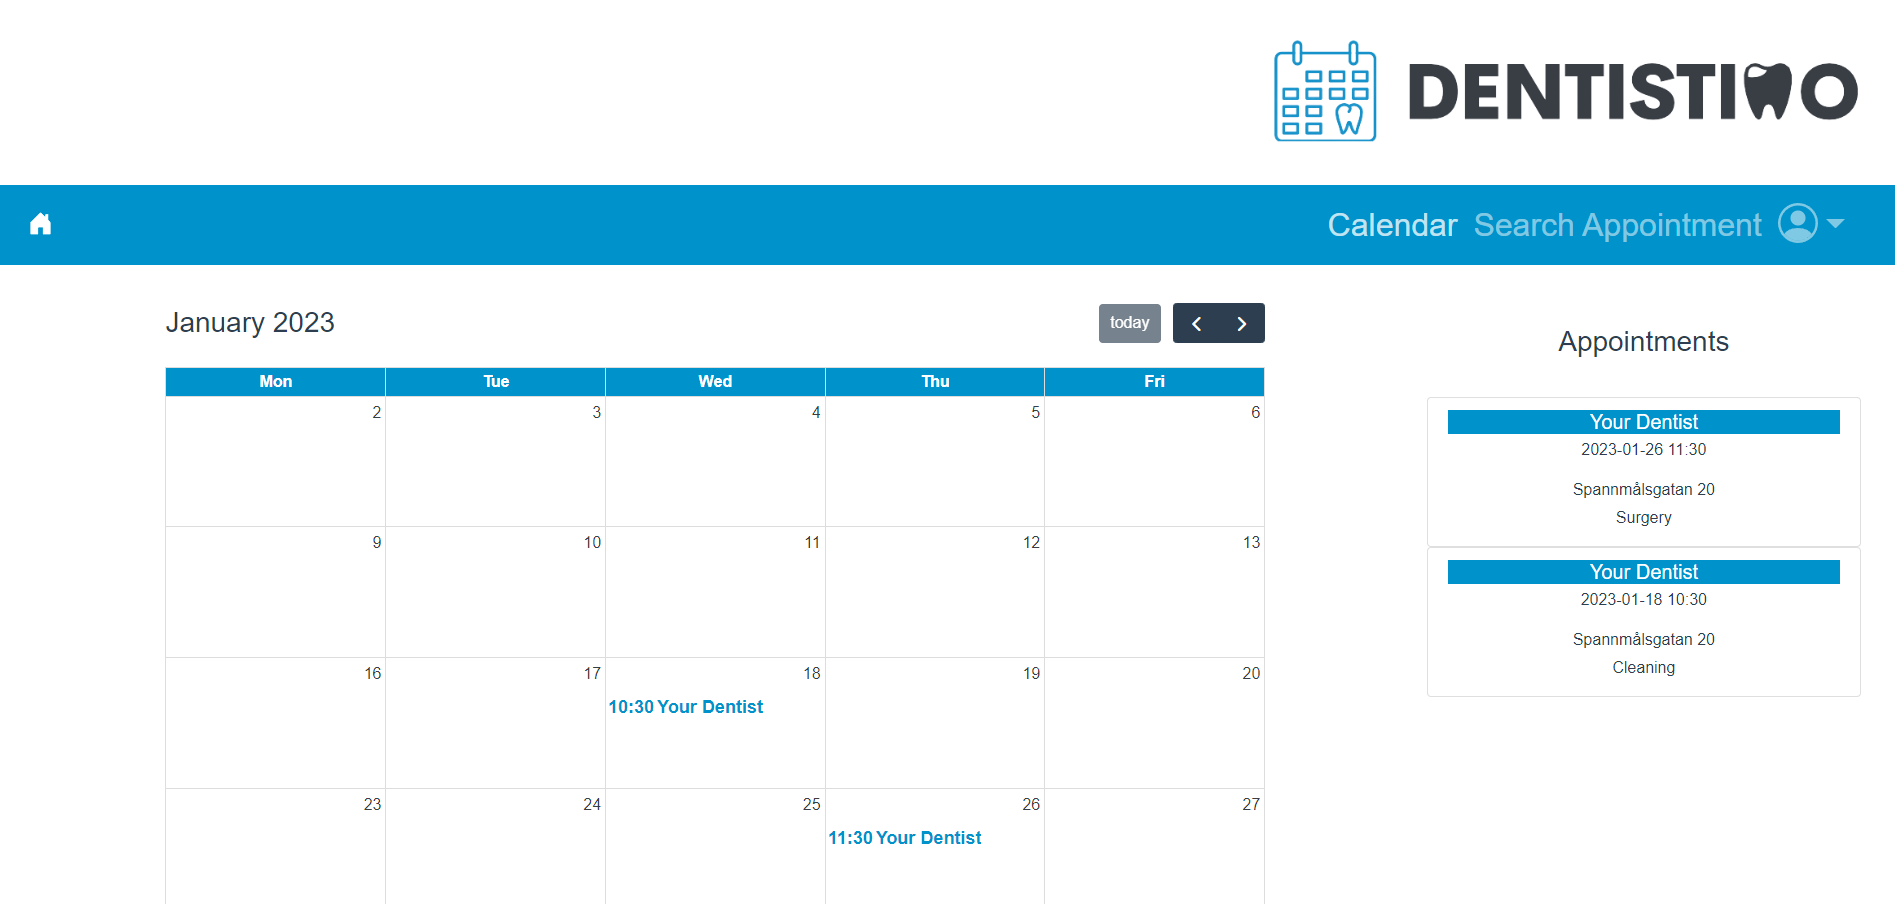 DENTISTIMO
Calendar Search Appointment
January 2023
today
Appointments
Mon Tue Wed Thu Fri
2 3 4 5 6
9 10 11 12 13
16 17 18 19 20
10:30 Your Dentist
23 24 25 26 27
11:30 Your Dentist
Your Dentist
2023-01-26 11:30
Spannmålsgatan 20
Surgery
Your Dentist
2023-01-18 10:30
Spannmålsgatan 20
Cleaning